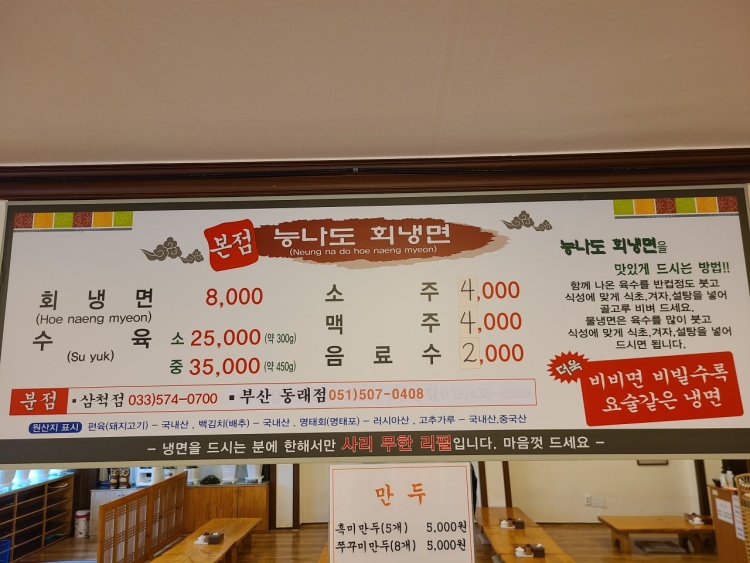 본점 능나도 회냉면
(Neung na do hoe naeng myeon)
회 냉 면 8,000
(Hoe naeng myeon)
수 육 소 25,000 (약 300g)
(Su yuk) 중 35,000 (약 450g)
소 주 4,000
맥 주 4,000
음 료 수 2,000
능나도 회냉면을
맛있게 드시는 방법!!
함께 나온 육수를 반컵정도 붓고
식성에 맞게 식초,겨자,설탕을 넣어
골고루 비벼 드세요.
물냉면은 육수를 많이 붓고
식성에 맞게 식초,겨자,설탕을 넣어
드시면 됩니다.
더욱
비비면 비빌수록
요술같은 냉면
분점 ▪삼척점 033)574-0700 ▪부산 동래점 051)507-0408
원산지 표시 편육(돼지고기) – 국내산 , 백김치(배추) – 국내산 , 명태회(명태포) – 러시아산 , 고추가루 – 국내산,중국산
– 냉면을 드시는 분에 한해서만 사리 무한 리필입니다. 마음껏 드세요 –
만두
흑미만두(5개) 5,000원
쭈꾸미만두(8개) 5,000원